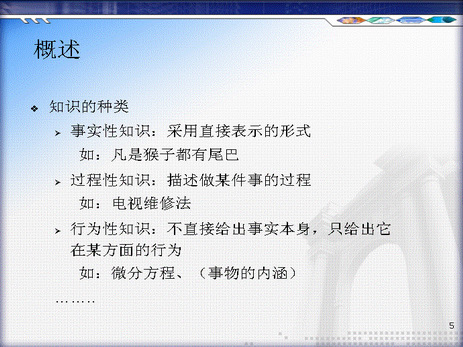 概述
❖ 知识的种类
➢ 事实性知识：采用直接表示的形式
如：凡是猴子都有尾巴
➢ 过程性知识：描述做某件事的过程
如：电视维修法
➢ 行为性知识：不直接给出事实本身，只给出它
在某方面的行为
如：微分方程、（事物的内涵）
……..
5